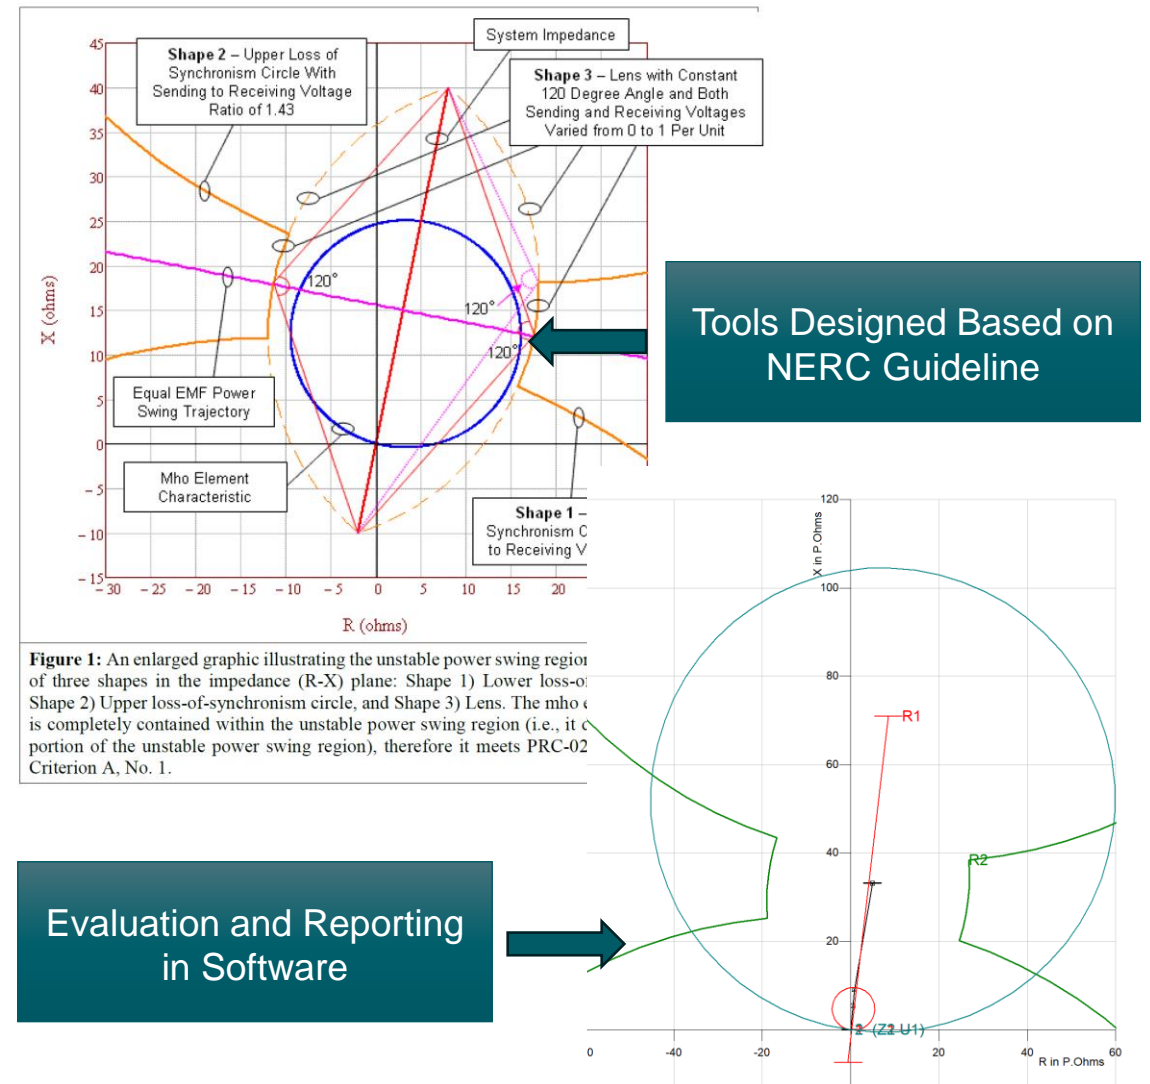 System Impedance
Shape 2 – Upper Loss of
Synchronism Circle With
Sending to Receiving Voltage
Ratio of 1.43
Shape 3 – Lens with Constant
120 Degree Angle and Both
Sending and Receiving Voltages
Varied from 0 to 1 Per Unit
45
40
35
30
25
20
15
10
5
0
- 5
- 10
- 15
X (ohms)
120°
120°
120°
Equal EMF Power
Swing Trajectory
Mho Element
Characteristic
Shape 1 –
Synchronism C
to Receiving V
- 30
- 25
- 20
- 15
- 10
- 5
0
5
10
15
20
R (ohms)
Figure 1: An enlarged graphic illustrating the unstable power swing region
of three shapes in the impedance (R-X) plane: Shape 1) Lower loss-o
Shape 2) Upper loss-of-synchronism circle, and Shape 3) Lens. The mho e
is completely contained within the unstable power swing region (i.e., it c
portion of the unstable power swing region), therefore it meets PRC-02
Criterion A, No. 1.
Tools Designed Based on
NERC Guideline
Evaluation and Reporting
in Software
X in P.Ohms
120
100
80
60
40
20
R1
R2
(Z2 U1)
0
-40
-20
20
40
60
R in P.Ohms